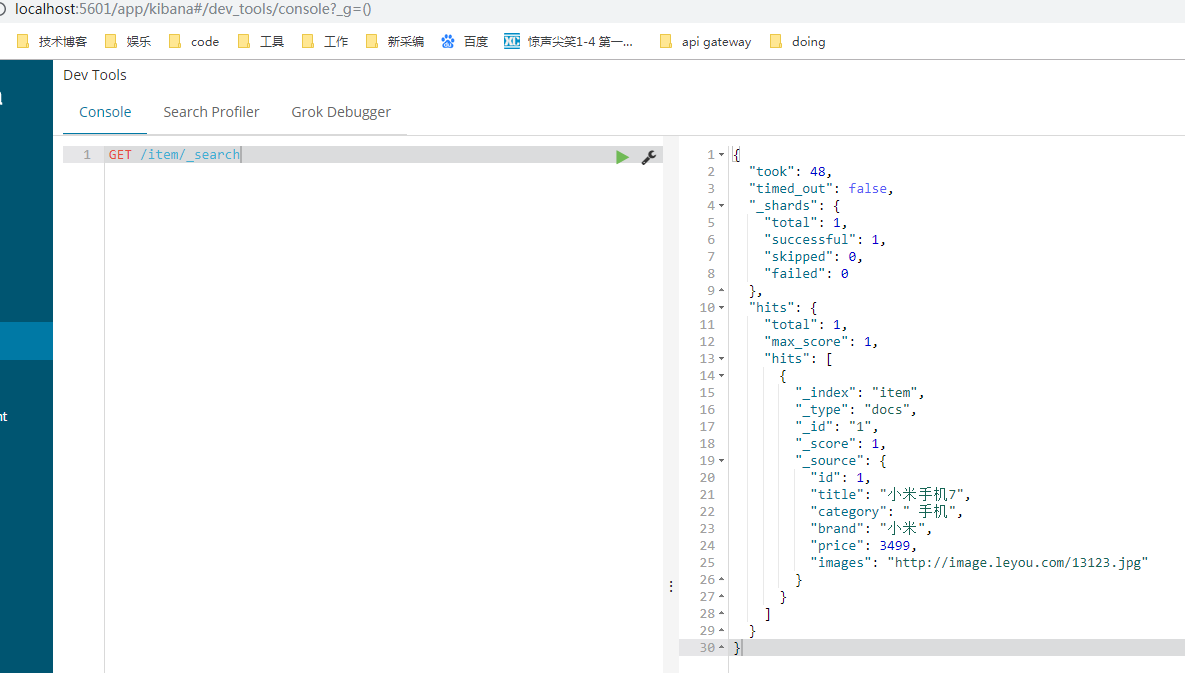 localhost:5601/app/kibana#/dev_tools/console?_g=()
技术博客 娱乐 code 工具 工作 新采编 百度 惊声尖笑1-4 第一... api gateway doing
Dev Tools
Console Search Profiler Grok Debugger
1 GET /item/_search
1 {
2 "took": 48,
3 "timed_out": false,
4 "_shards": {
5 "total": 1,
6 "successful": 1,
7 "skipped": 0,
8 "failed": 0
9 },
10 "hits": {
11 "total": 1,
12 "max_score": 1,
13 "hits": [
14 {
15 "_index": "item",
16 "_type": "docs",
17 "_id": "1",
18 "_score": 1,
19 "_source": {
20 "id": 1,
21 "title": "小米手机7",
22 "category": " 手机",
23 "brand": "小米",
24 "price": 3499,
25 "images": "http://image.leyou.com/13123.jpg"
26 }
27 }
28 ]
29 }
30 }